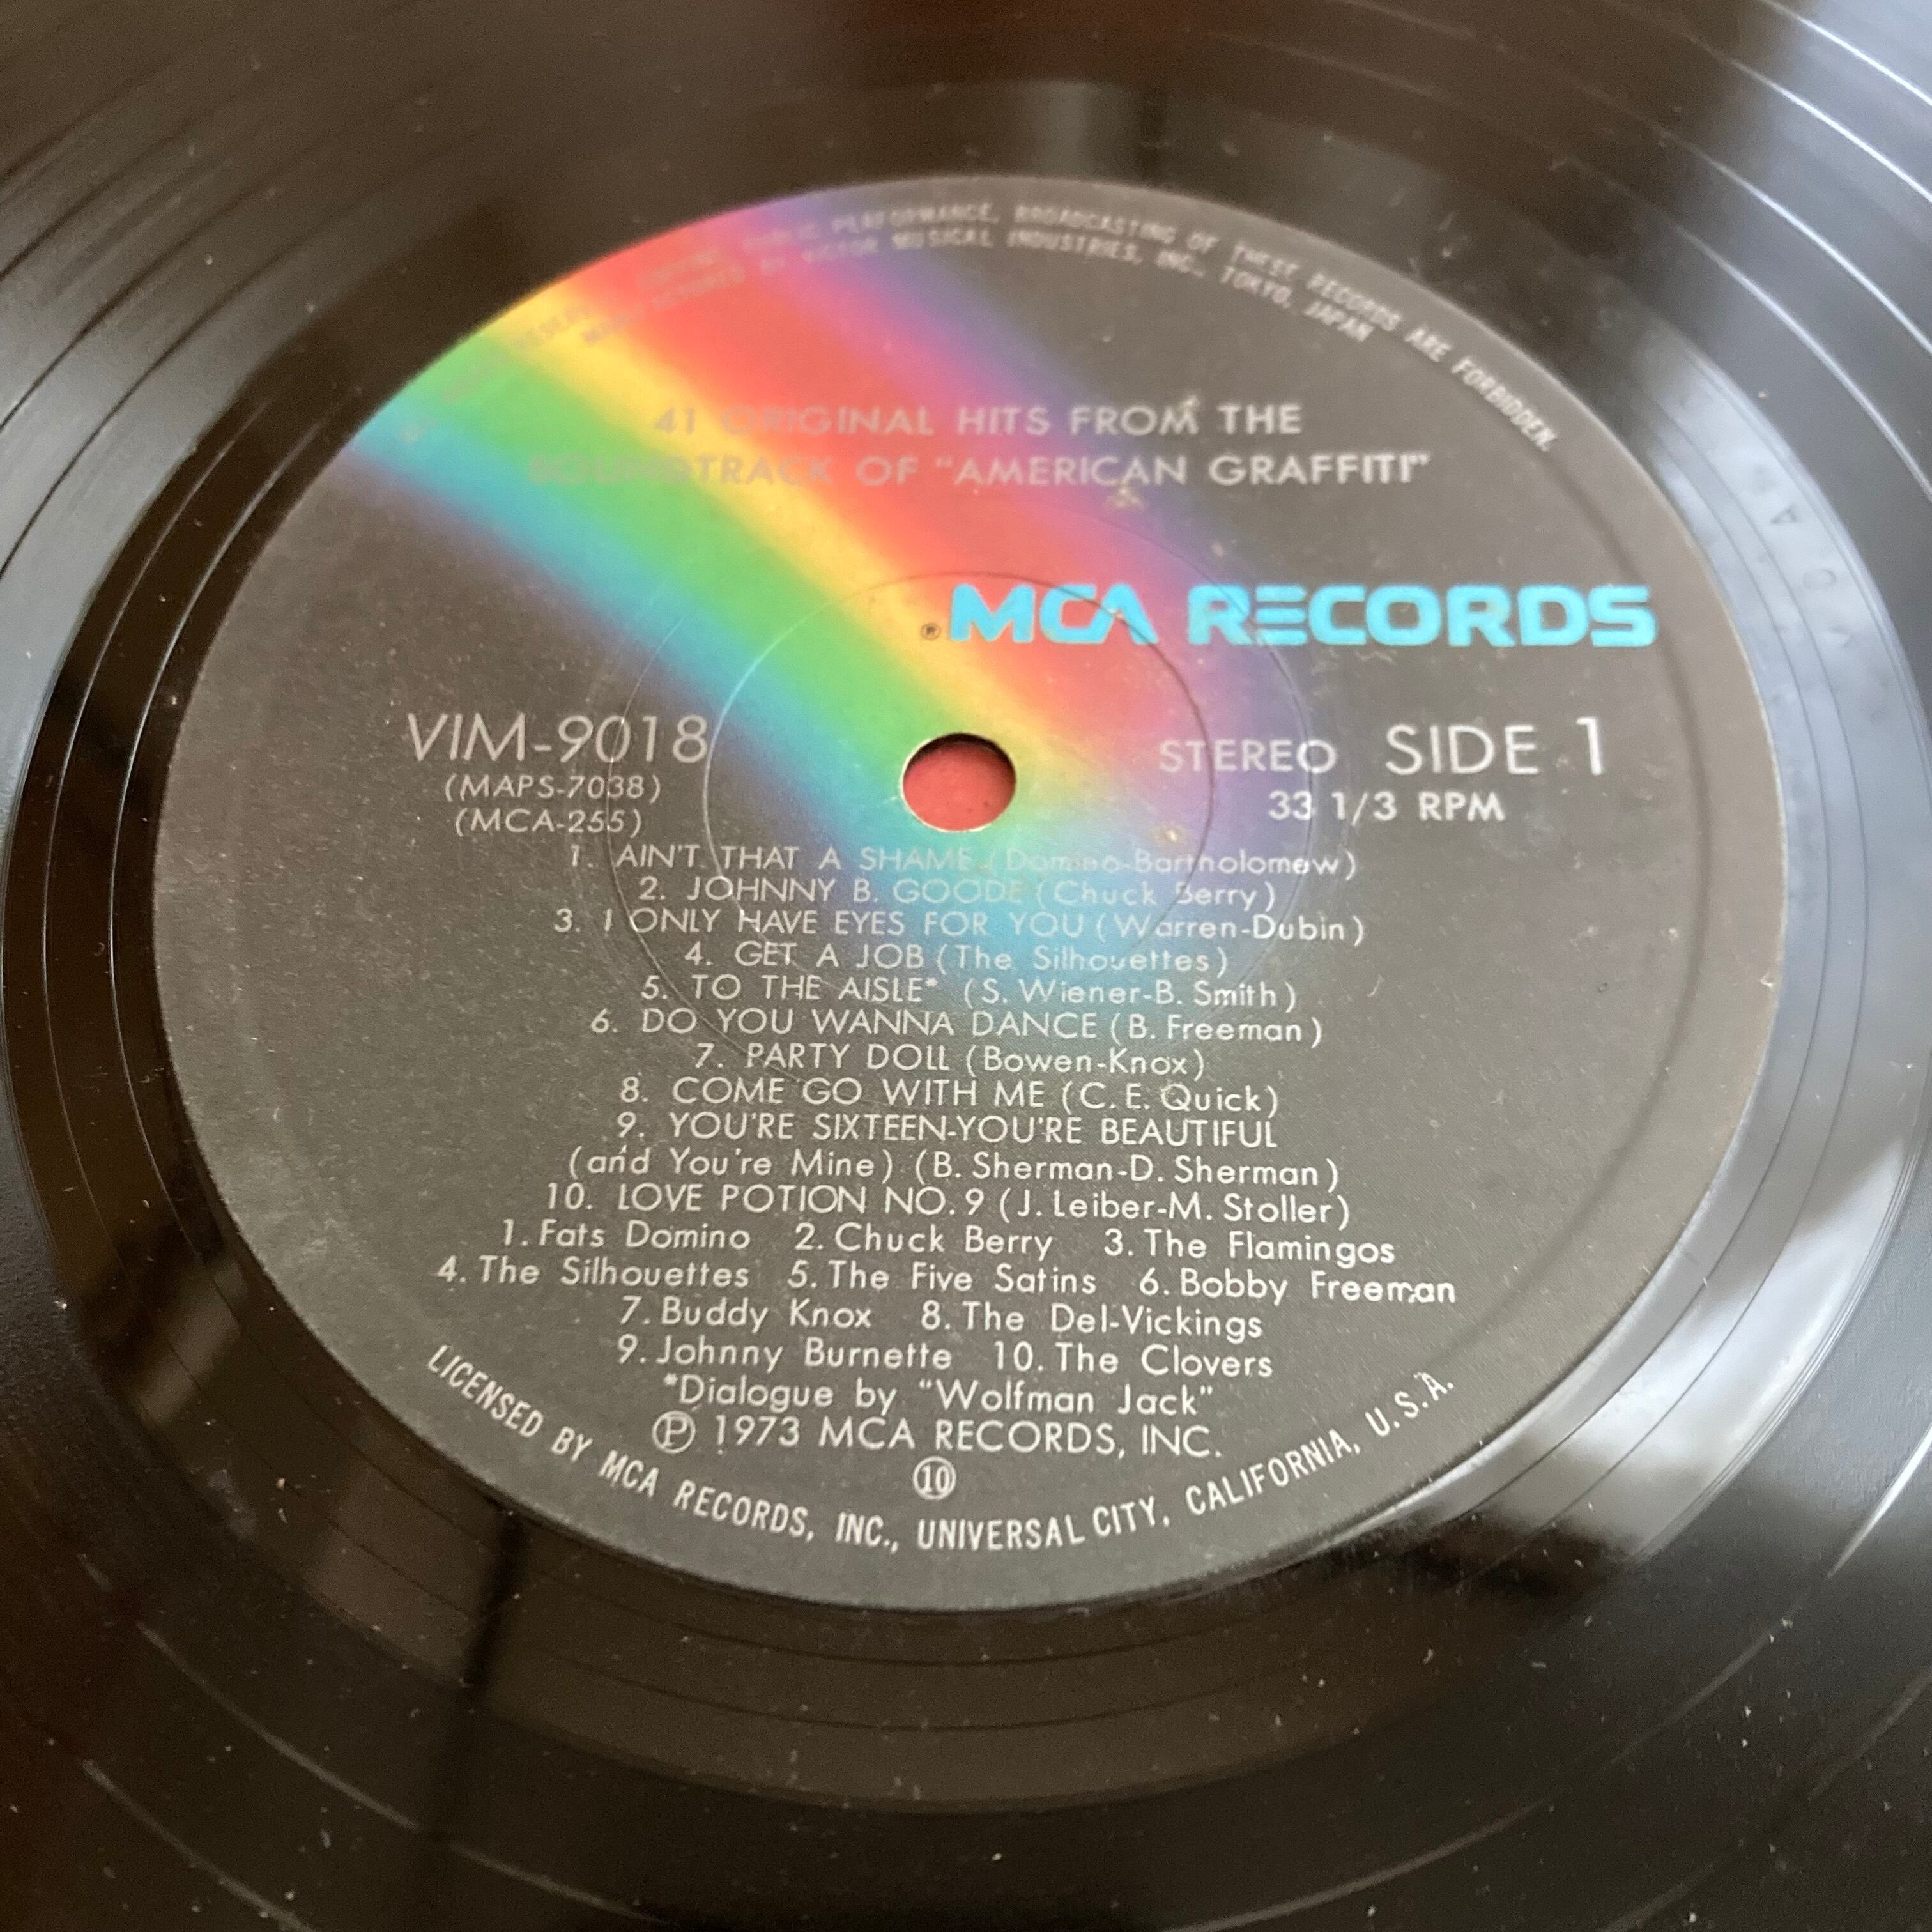 PUBLIC PERFORMANCE, BROADCASTING OF THESE RECORDS ARE FORBIDDEN.
MANUFACTURED BY VICTOR MUSICAL INDUSTRIES, INC., TOKYO, JAPAN
41 ORIGINAL HITS FROM THE
SOUNDTRACK OF "AMERICAN GRAFFITI"
® MCA RECORDS
VIM-9018
(MAPS-7038)
(MCA-255)
STEREO SIDE 1
33 1/3 RPM
1. AIN'T THAT A SHAME (Domino-Bartholomew)
2. JOHNNY B. GOODE (Chuck Berry)
3. I ONLY HAVE EYES FOR YOU (Warren-Dubin)
4. GET A JOB (The Silhouettes)
5. TO THE AISLE* (S. Wiener-B. Smith)
6. DO YOU WANNA DANCE (B. Freeman)
7. PARTY DOLL (Bowen-Knox)
8. COME GO WITH ME (C. E. Quick)
9. YOU'RE SIXTEEN-YOU'RE BEAUTIFUL
(and You're Mine) (B. Sherman-D. Sherman)
10. LOVE POTION NO. 9 (J. Leiber-M. Stoller)
1. Fats Domino 2. Chuck Berry 3. The Flamingos
4. The Silhouettes 5. The Five Satins 6. Bobby Freeman
7. Buddy Knox 8. The Del-Vickings
9. Johnny Burnette 10. The Clovers
*Dialogue by "Wolfman Jack"
℗ 1973 MCA RECORDS, INC.
⑩
LICENSED BY MCA RECORDS, INC., UNIVERSAL CITY, CALIFORNIA, U.S.A.